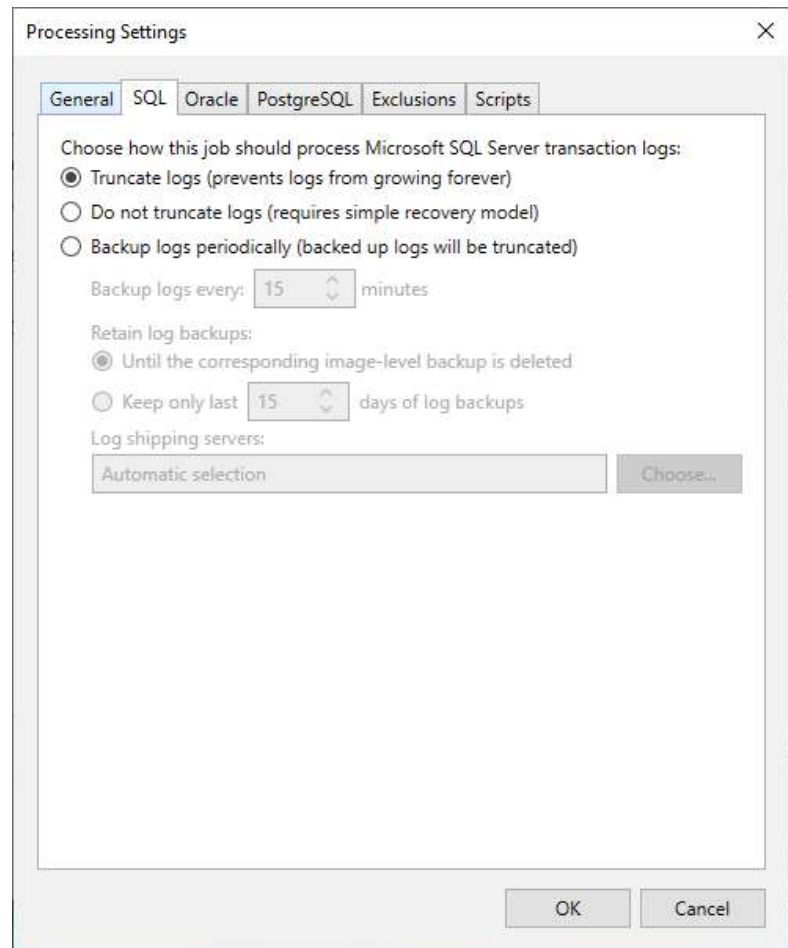 Processing Settings
General SQL Oracle PostgreSQL Exclusions Scripts
Choose how this job should process Microsoft SQL Server transaction logs:
Truncate logs (prevents logs from growing forever)
Do not truncate logs (requires simple recovery model)
Backup logs periodically (backed up logs will be truncated)
Backup logs every: 15 minutes
Retain log backups:
Until the corresponding image-level backup is deleted
Keep only last 15 days of log backups
Log shipping servers:
Automatic selection Choose...
OK Cancel